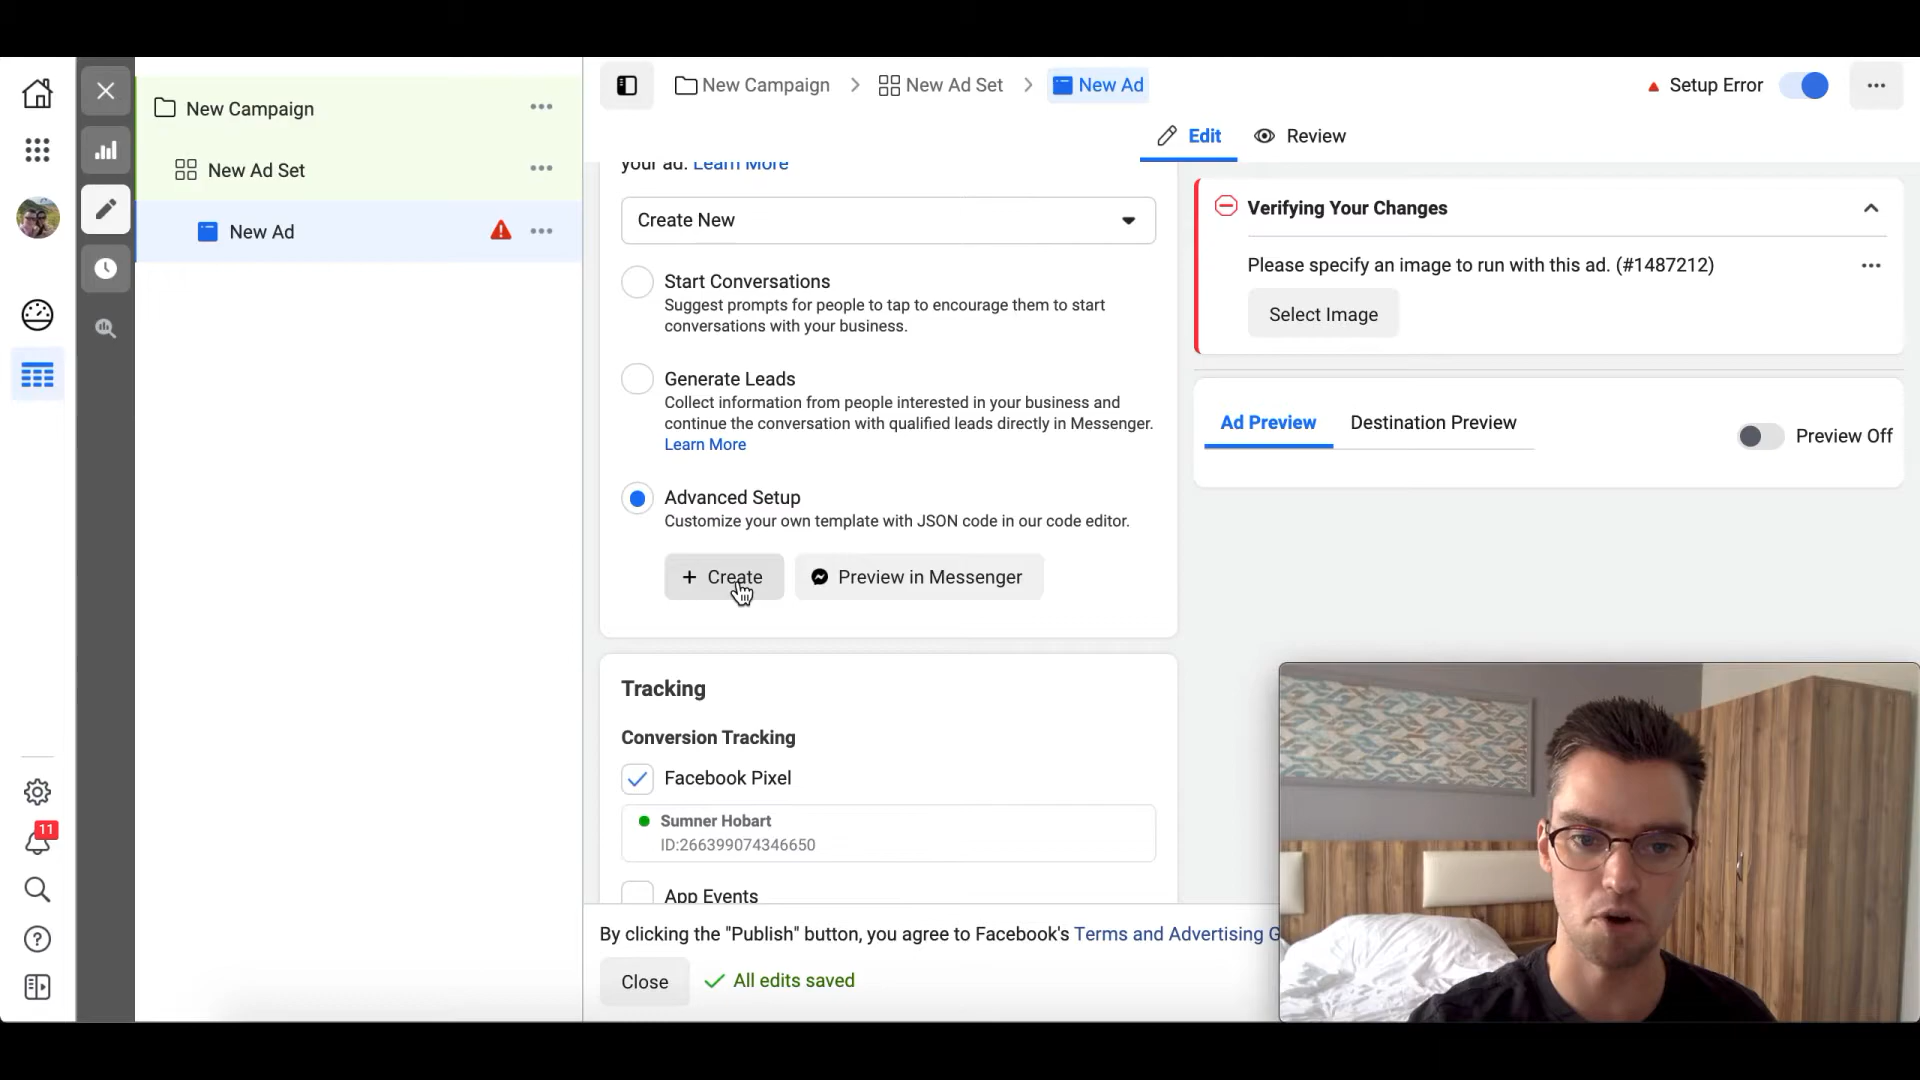 New Campaign
New Ad Set
New Ad
11
New Campaign
New Ad Set
New Ad
Setup Error
Edit
Review
your ad. Learn More
Create New
Start Conversations
Suggest prompts for people to tap to encourage them to start
conversations with your business.
Generate Leads
Collect information from people interested in your business and
continue the conversation with qualified leads directly in Messenger.
Learn More
Advanced Setup
Customize your own template with JSON code in our code editor.
+ Create
Preview in Messenger
Tracking
Conversion Tracking
Facebook Pixel
Sumner Hobart
ID:266399074346650
App Events
By clicking the "Publish" button, you agree to Facebook's Terms and Advertising G
Close
All edits saved
Verifying Your Changes
Please specify an image to run with this ad. (#1487212)
Select Image
Ad Preview
Destination Preview
Preview Off